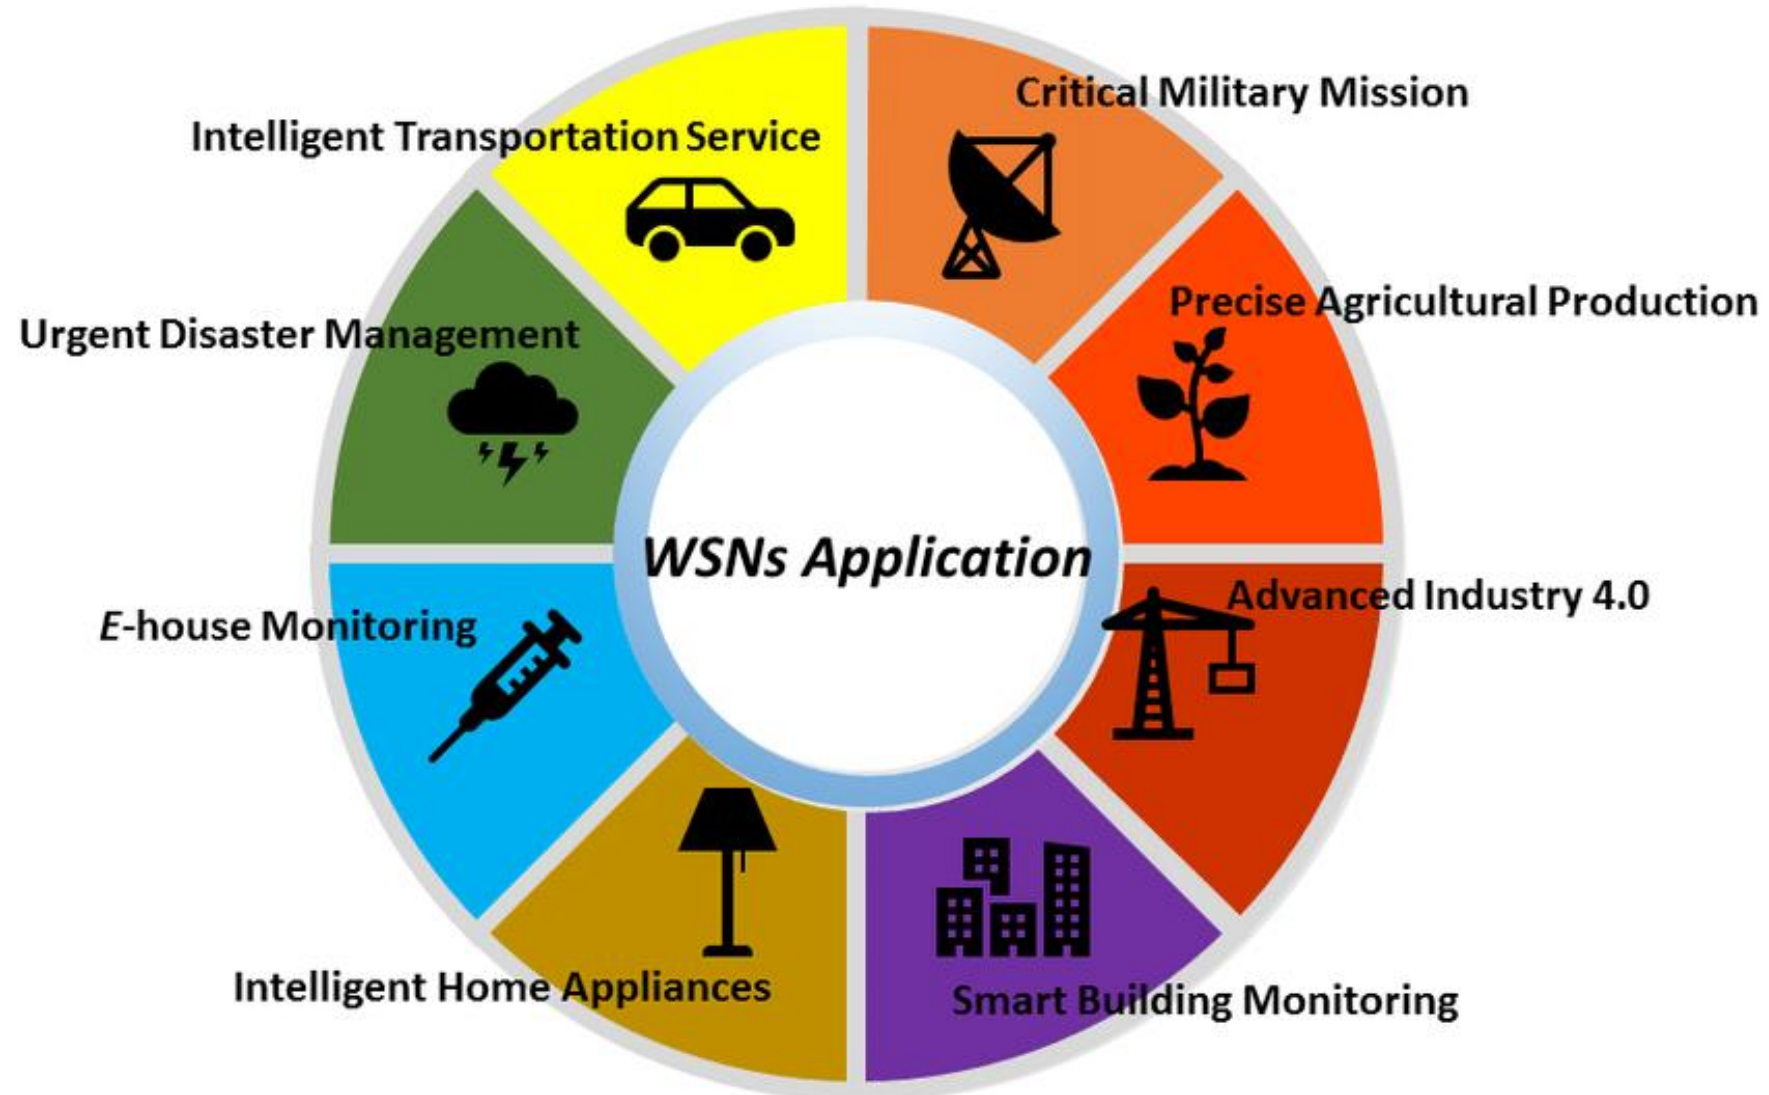 Critical Military Mission
Intelligent Transportation Service
Precise Agricultural Production
Urgent Disaster Management
WSNs Application
Advanced Industry 4.0
E-house Monitoring
Intelligent Home Appliances
Smart Building Monitoring